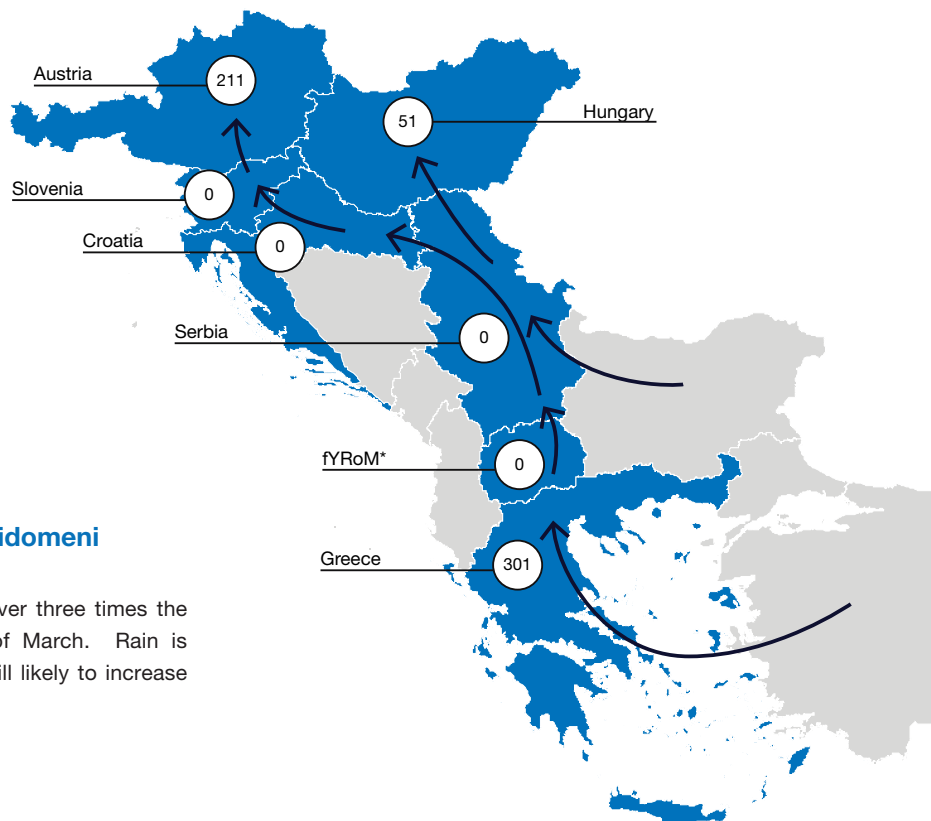 Austria
211
Hungary
51
Slovenia
0
Croatia
0
Serbia
0
fYRoM*
0
Greece
301
idomeni
ver three times the
of March. Rain is
ill likely to increase